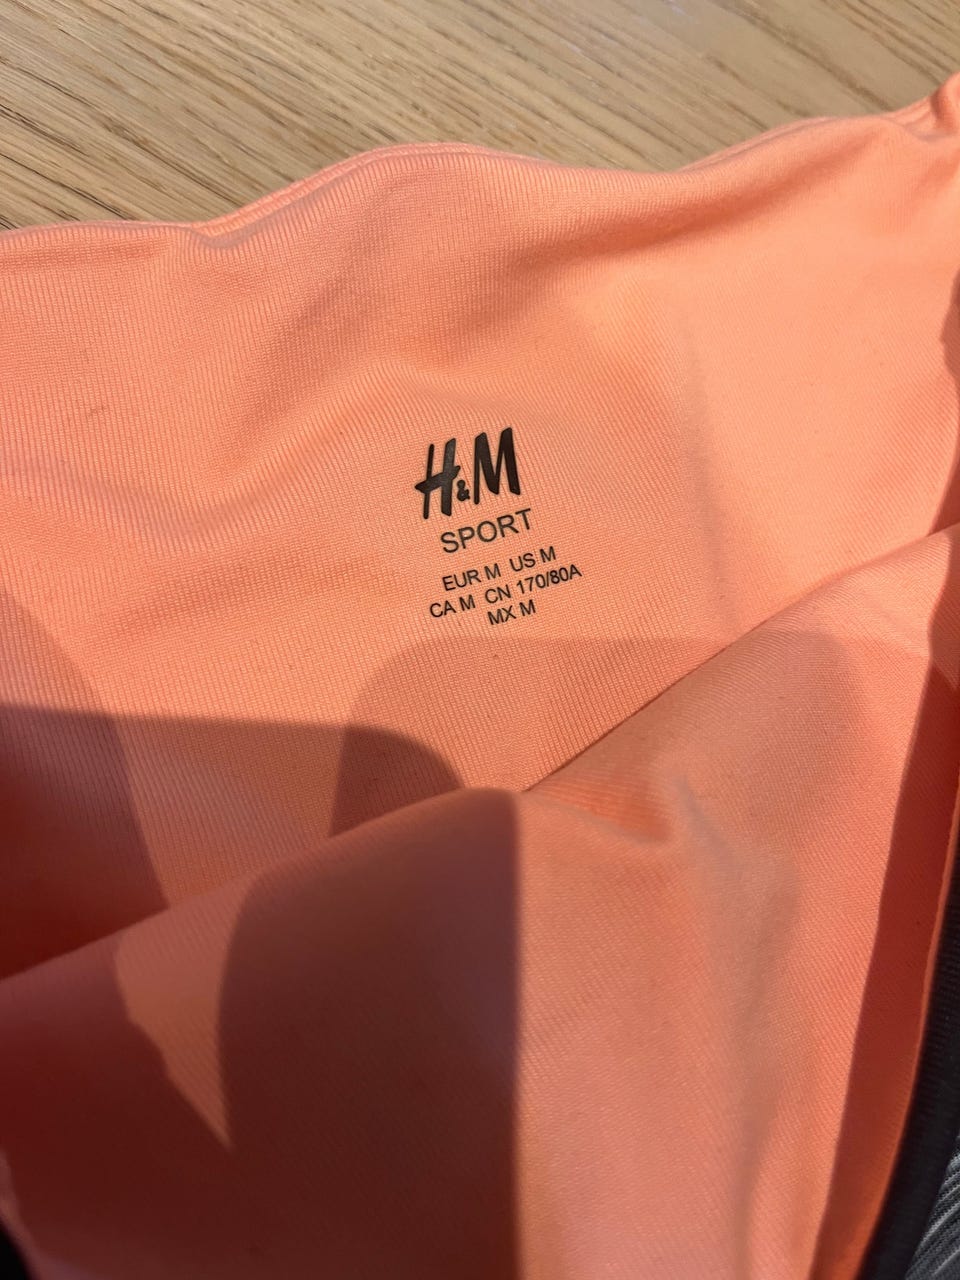 H&M
SPORT
EUR M US M
CA M CN 170/80A
MX M